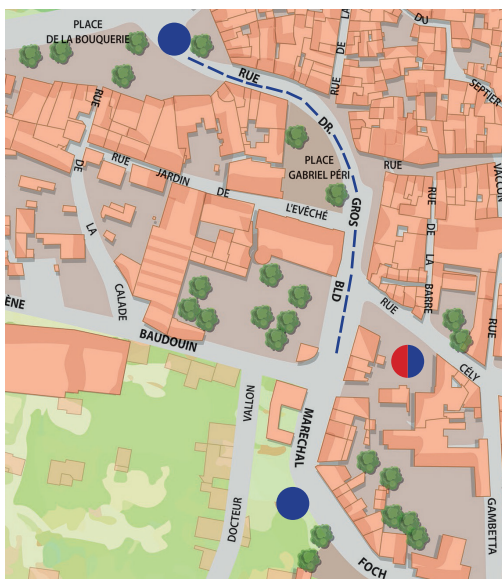 PLACE
DE LA BOUQUERIE
RUE
DE LA
DU
SEPTIER
RUE
DR.
GROS
RUE
DE
LA
CALADE
RUE
JARDIN
DE
L'EVÊCHÉ
PLACE
GABRIEL PÉRI
RUE
VACCON
RUE
DE
LA
BARRE
BLD
RUE
CÉLY
RUE
ÈNE
BAUDOUIN
VALLON
DOCTEUR
MARECHAL
FOCH
GAMBETTA